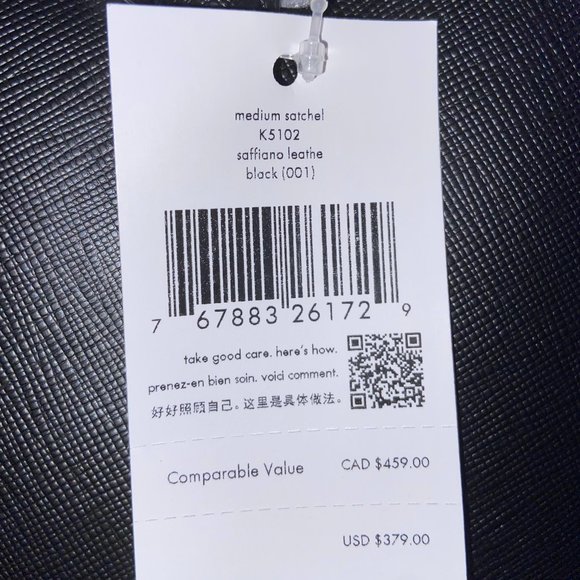 medium satchel
K5102
saffiano leathe
black (001)
7 67883 26172 9
take good care. here's how.
prenez-en bien soin. voici comment.
好好照顾自己。这里是具体做法。
Comparable Value CAD $459.00
USD $379.00